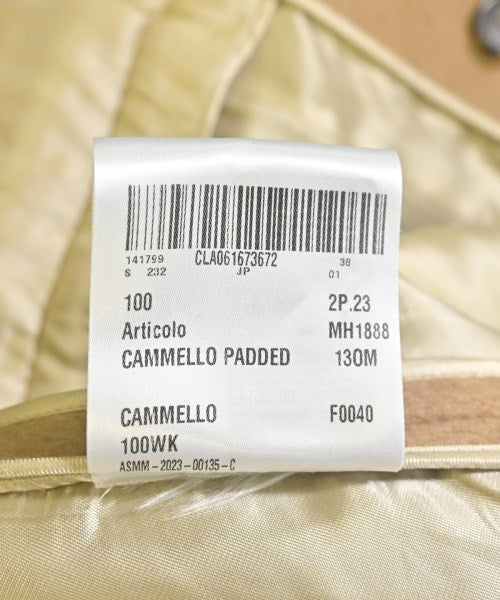 141799 CLA061673672 36
S 232 JP 01
100 2P.23
Articolo MH1888
CAMMELLO PADDED 130M
CAMMELLO F0040
100WK
ASMM-2023-00135-C